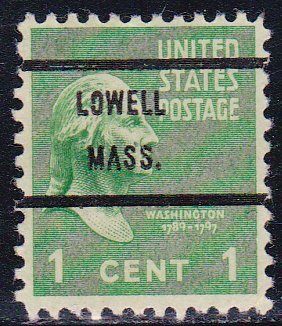 UNITED
STATES
POSTAGE
LOWELL
MASS.
WASHINGTON
1789-1797
1 CENT 1